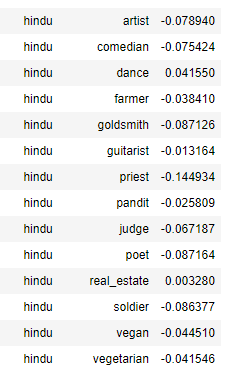 hindu artist -0.078940
hindu comedian -0.075424
hindu dance 0.041550
hindu farmer -0.038410
hindu goldsmith -0.087126
hindu guitarist -0.013164
hindu priest -0.144934
hindu pandit -0.025809
hindu judge -0.067187
hindu poet -0.087164
hindu real_estate 0.003280
hindu soldier -0.086377
hindu vegan -0.044510
hindu vegetarian -0.041546